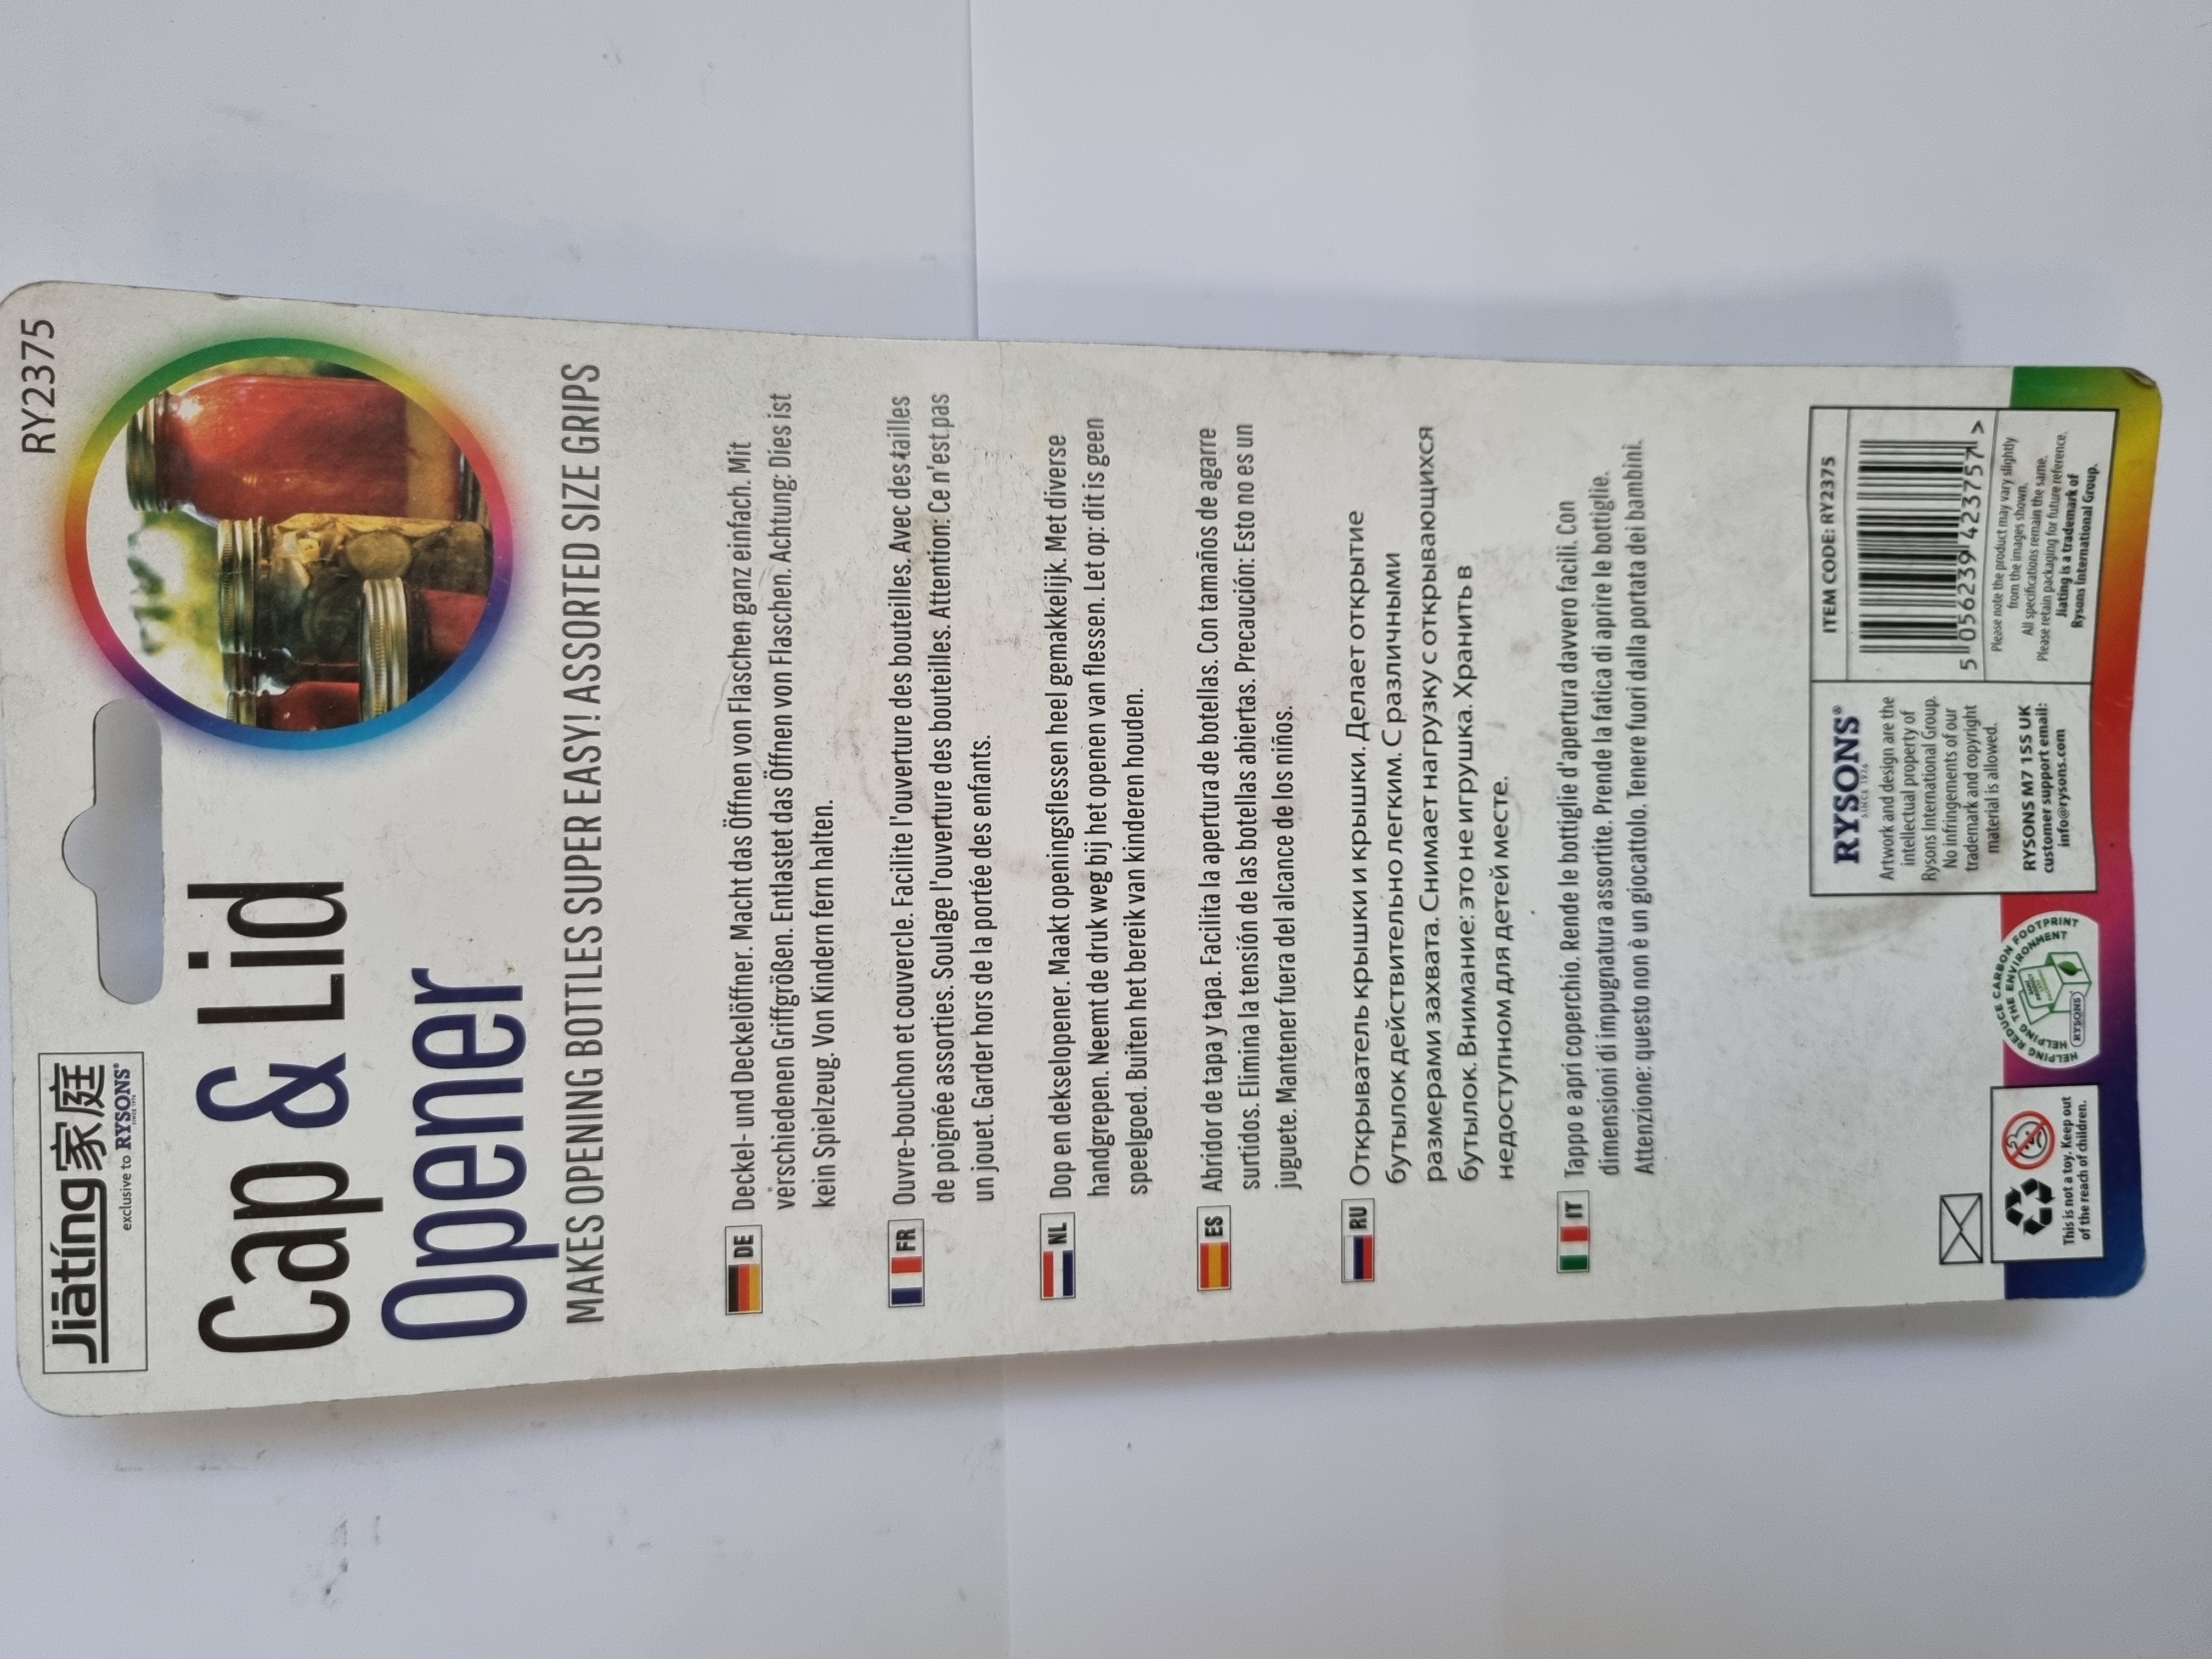 RY2375
Jiātíng 家庭
exclusive to RYSONS®
SINCE 1976
Cap & Lid
Opener
MAKES OPENING BOTTLES SUPER EASY! ASSORTED SIZE GRIPS
DE Deckel- und Deckelöffner. Macht das Öffnen von Flaschen ganz einfach. Mit
verschiedenen Griffgrößen. Entlastet das Öffnen von Flaschen. Achtung: Dies ist
kein Spielzeug. Von Kindern fern halten.
FR Ouvre-bouchon et couvercle. Facilite l'ouverture des bouteilles. Avec des tailles
de poignée assorties. Soulage l'ouverture des bouteilles. Attention: Ce n'est pas
un jouet. Garder hors de la portée des enfants.
NL Dop en dekselopener. Maakt openingsflessen heel gemakkelijk. Met diverse
handgrepen. Neemt de druk weg bij het openen van flessen. Let op: dit is geen
speelgoed. Buiten het bereik van kinderen houden.
ES Abridor de tapa y tapa. Facilita la apertura de botellas. Con tamaños de agarre
surtidos. Elimina la tensión de las botellas abiertas. Precaución: Esto no es un
juguete. Mantener fuera del alcance de los niños.
RU Открыватель крышки и крышки. Делает открытие
бутылок действительно легким. С различными
размерами захвата. Снимает нагрузку с открывающихся
бутылок. Внимание: это не игрушка. Хранить в
недоступном для детей месте.
IT Tappo e apri coperchio. Rende le bottiglie d'apertura davvero facili. Con
dimensioni di impugnatura assortite. Prende la fatica di aprire le bottiglie.
Attenzione: questo non è un giocattolo. Tenere fuori dalla portata dei bambini.
This is not a toy. Keep out
of the reach of children.
HELPING REDUCE CARBON FOOTPRINT
HELPING THE ENVIRONMENT
RYSONS
RYSONS®
SINCE 1976
Artwork and design are the
intellectual property of
Rysons International Group.
No infringements of our
trademark and copyright
material is allowed.
RYSONS M7 1SS UK
customer support email:
info@rysons.com
ITEM CODE: RY2375
5 056239 423757 >
Please note the product may vary slightly
from the images shown.
All specifications remain the same.
Please retain packaging for future reference.
Jiating is a trademark of
Rysons International Group.